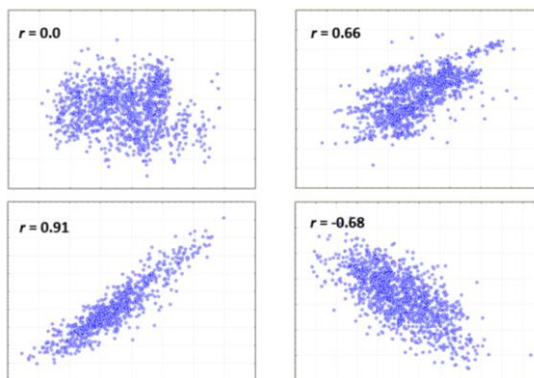 r = 0.0
r = 0.66
r = 0.91
r = -0.68